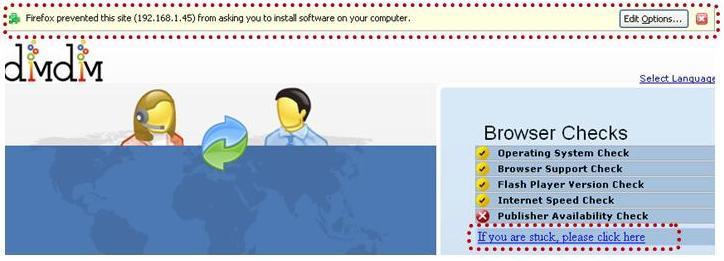 Firefox prevented this site (192.168.1.45) from asking you to install software on your computer.
Edit Options...
dimdim
Select Language
Browser Checks
Operating System Check
Browser Support Check
Flash Player Version Check
Internet Speed Check
Publisher Availability Check
If you are stuck, please click here